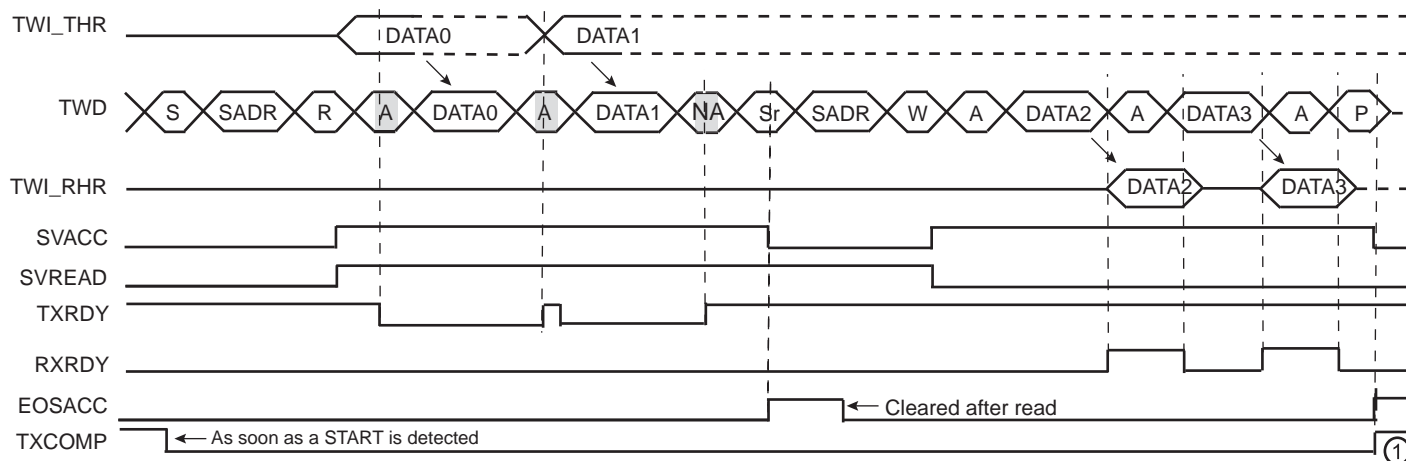 TWI_THR DATA0 DATA1
TWD S SADR R A DATA0 A DATA1 NA Sr SADR W A DATA2 A DATA3 A P
TWI_RHR DATA2 DATA3
SVACC
SVREAD
TXRDY
RXRDY
EOSACC Cleared after read
TXCOMP As soon as a START is detected 1